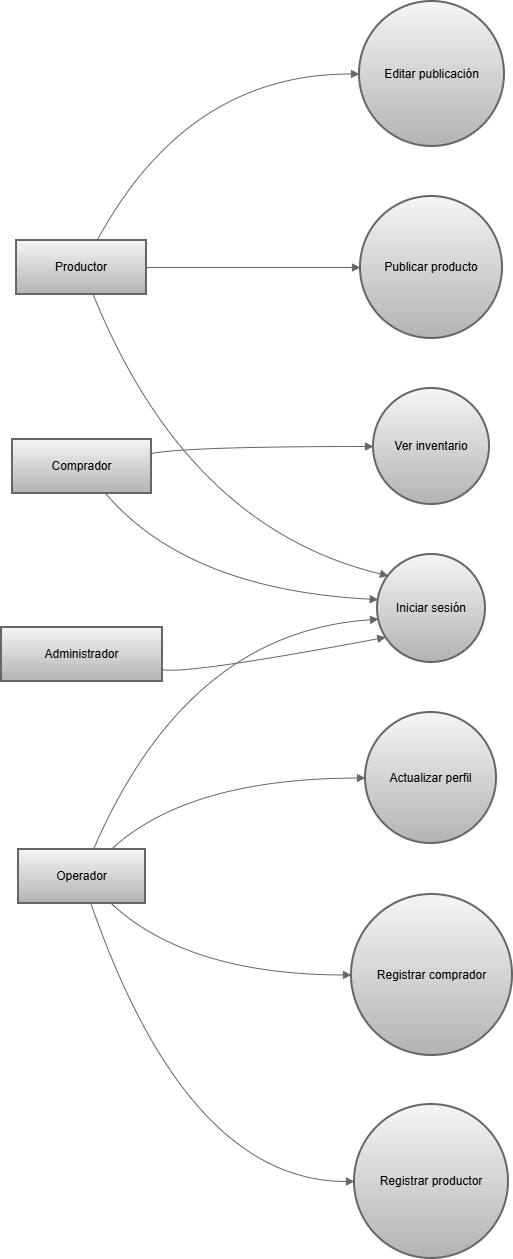 Editar publicación
Productor
Publicar producto
Comprador
Ver inventario
Iniciar sesión
Administrador
Actualizar perfil
Operador
Registrar comprador
Registrar productor